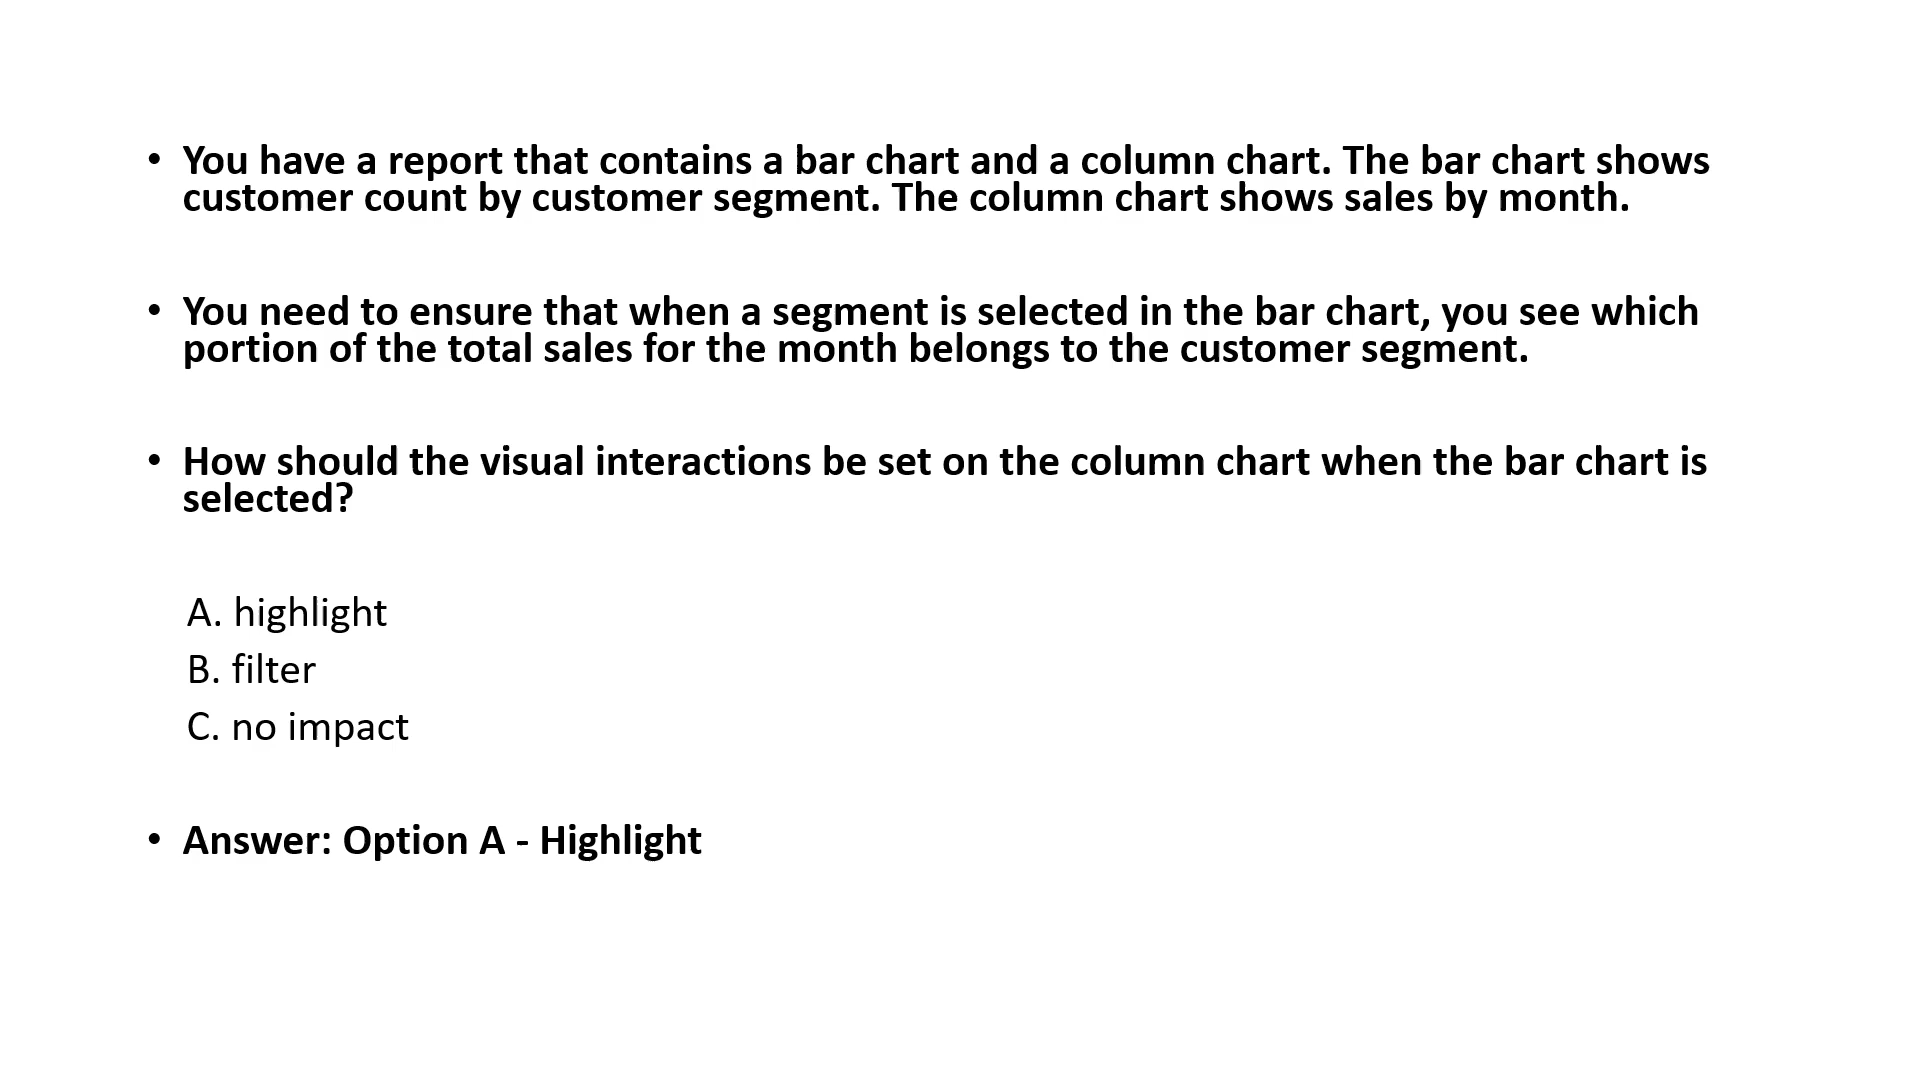 • You have a report that contains a bar chart and a column chart. The bar chart shows
customer count by customer segment. The column chart shows sales by month.
• You need to ensure that when a segment is selected in the bar chart, you see which
portion of the total sales for the month belongs to the customer segment.
• How should the visual interactions be set on the column chart when the bar chart is
selected?
A. highlight
B. filter
C. no impact
• Answer: Option A - Highlight